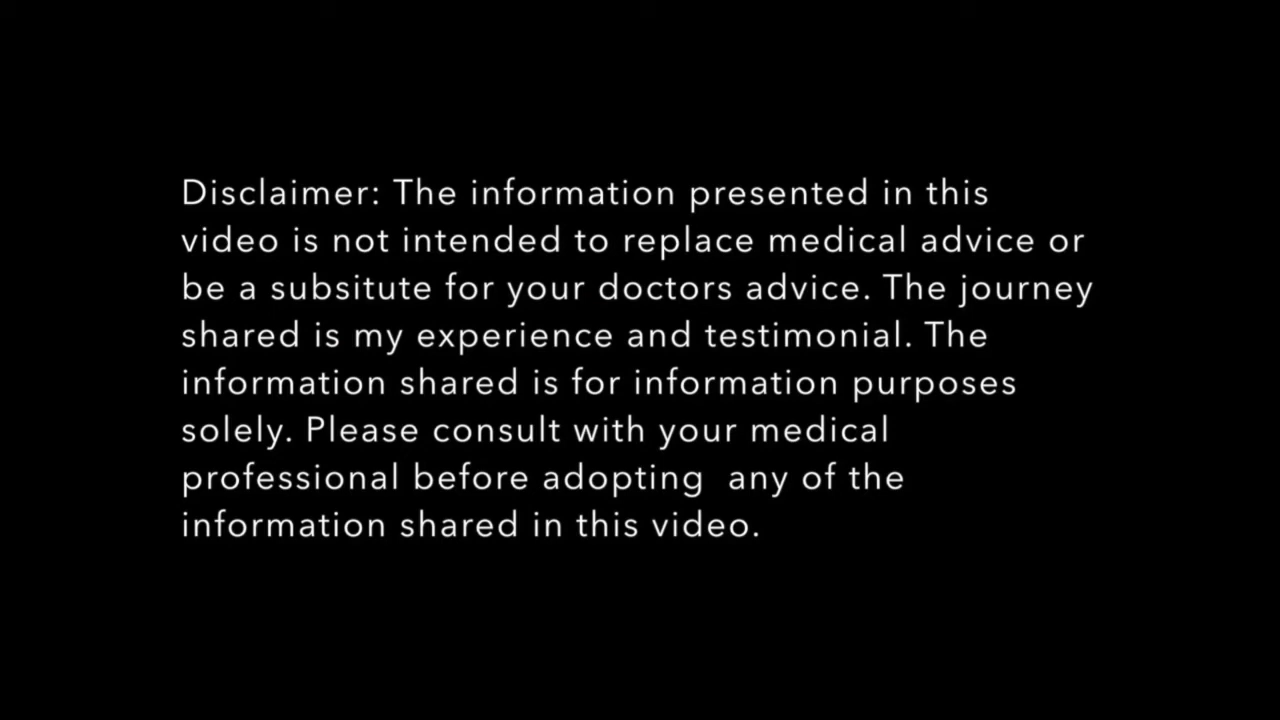 Disclaimer: The information presented in this
video is not intended to replace medical advice or
be a subsitute for your doctors advice. The journey
shared is my experience and testimonial. The
information shared is for information purposes
solely. Please consult with your medical
professional before adopting  any of the
information shared in this video.